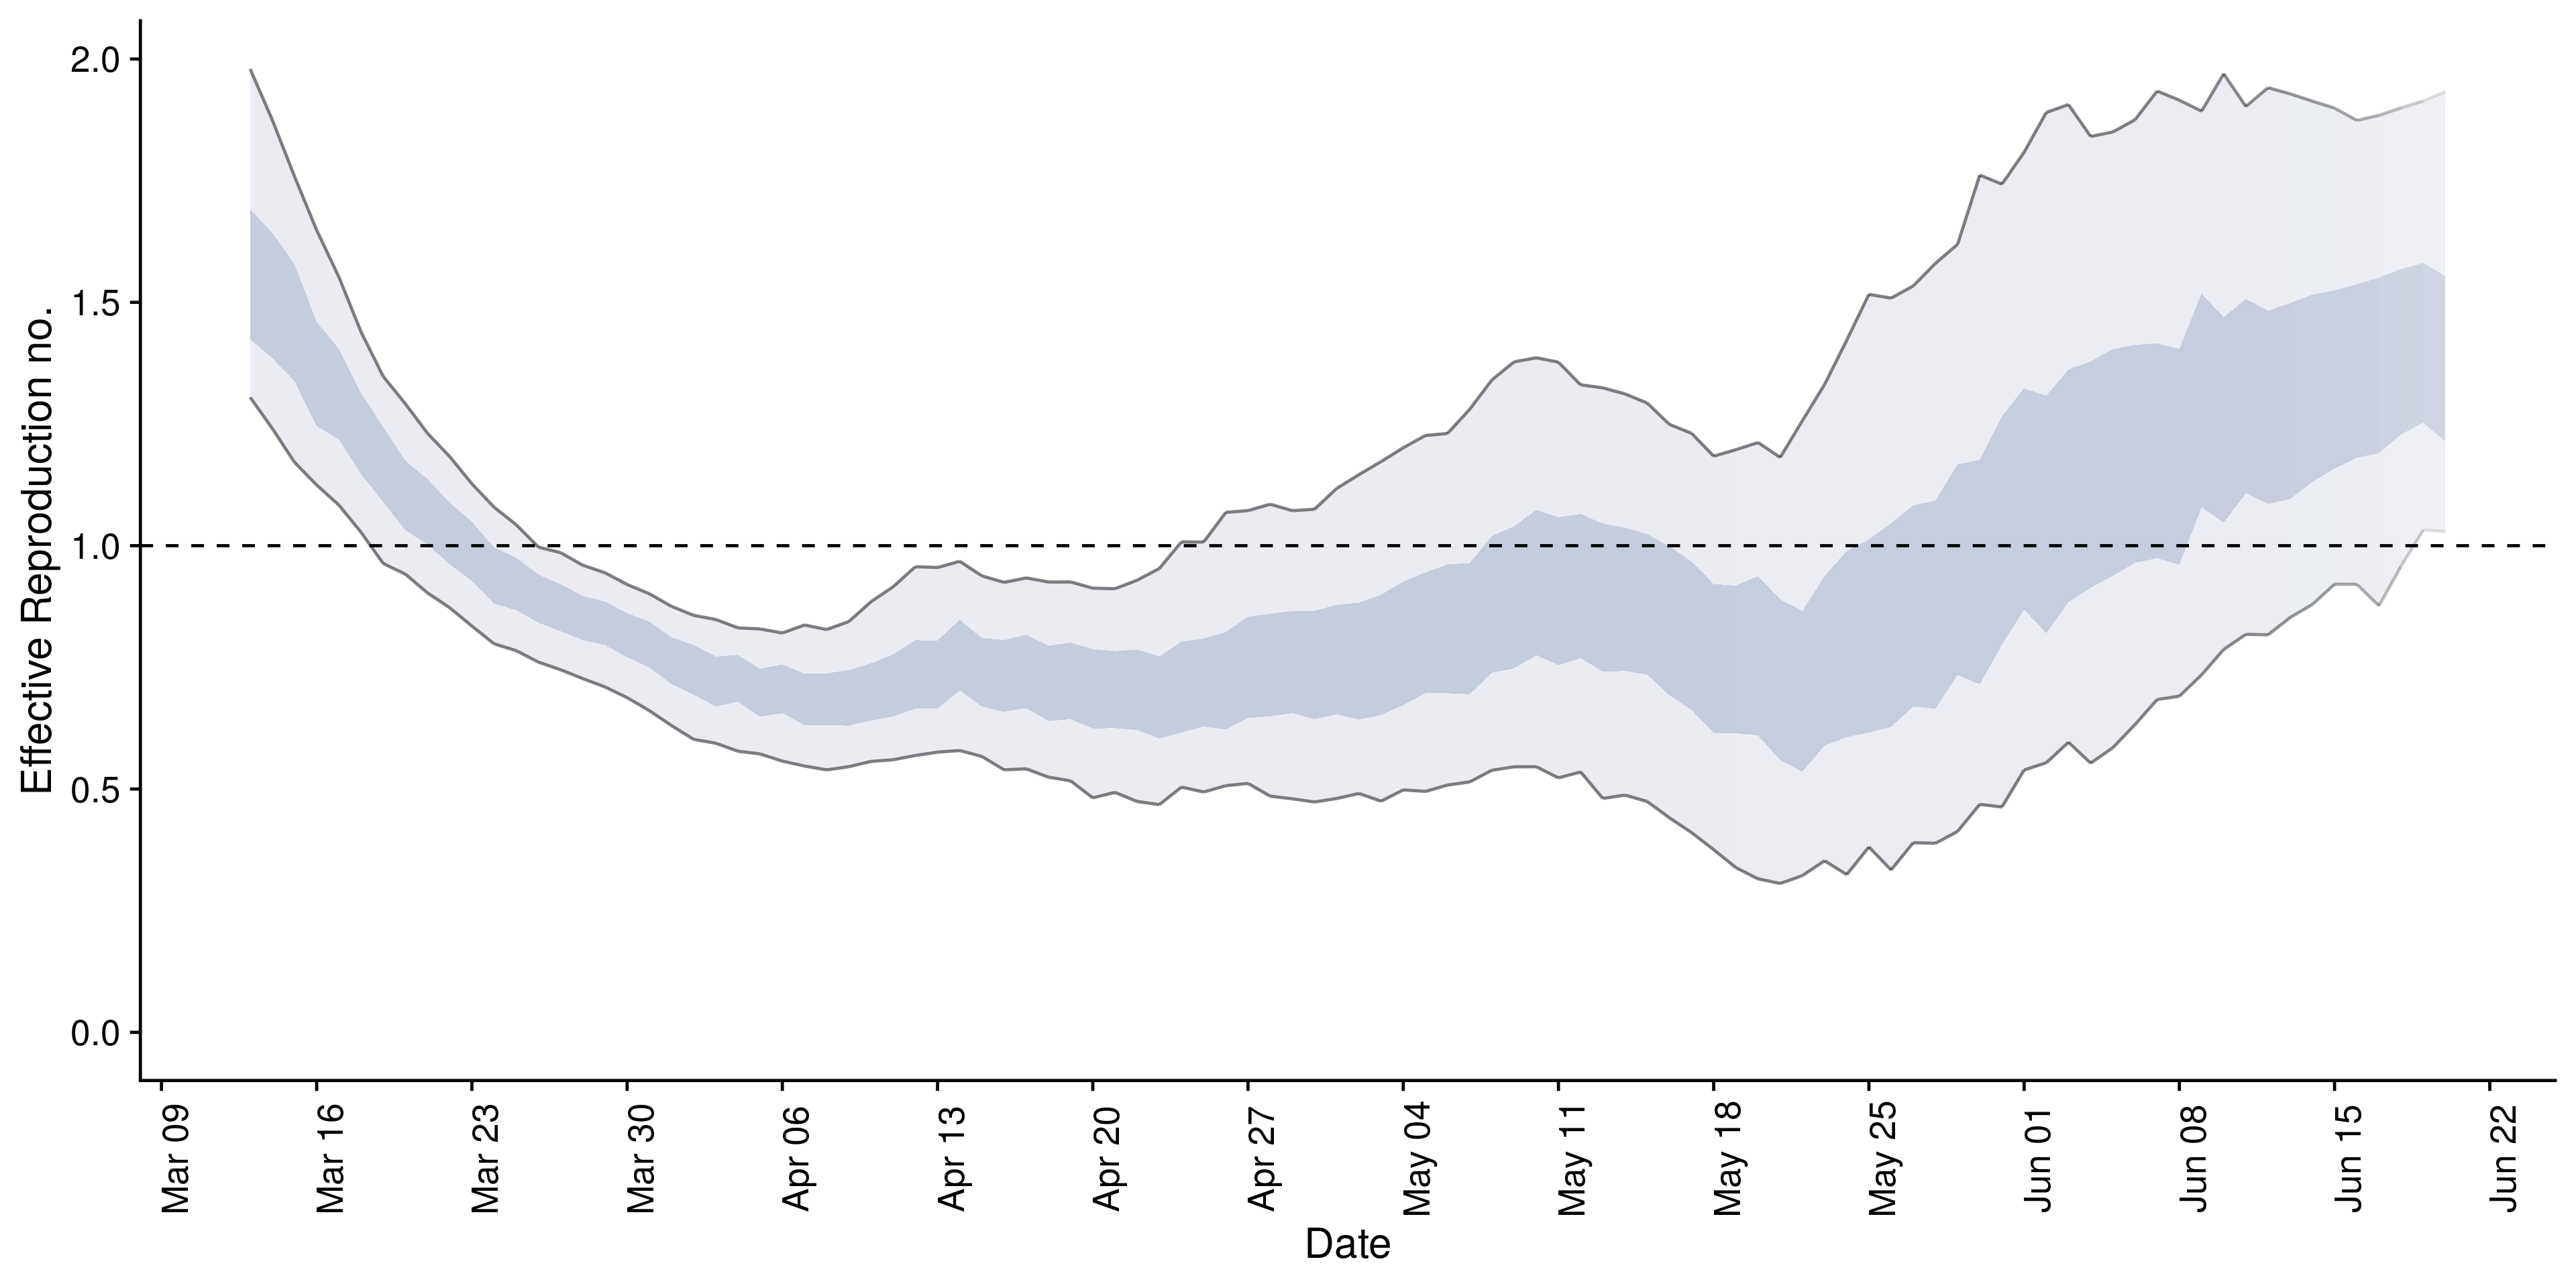 Effective Reproduction no.
2.0
1.5
1.0
0.5
0.0
Mar 09
Mar 16
Mar 23
Mar 30
Apr 06
Apr 13
Apr 20
Apr 27
May 04
May 11
May 18
May 25
Jun 01
Jun 08
Jun 15
Jun 22
Date